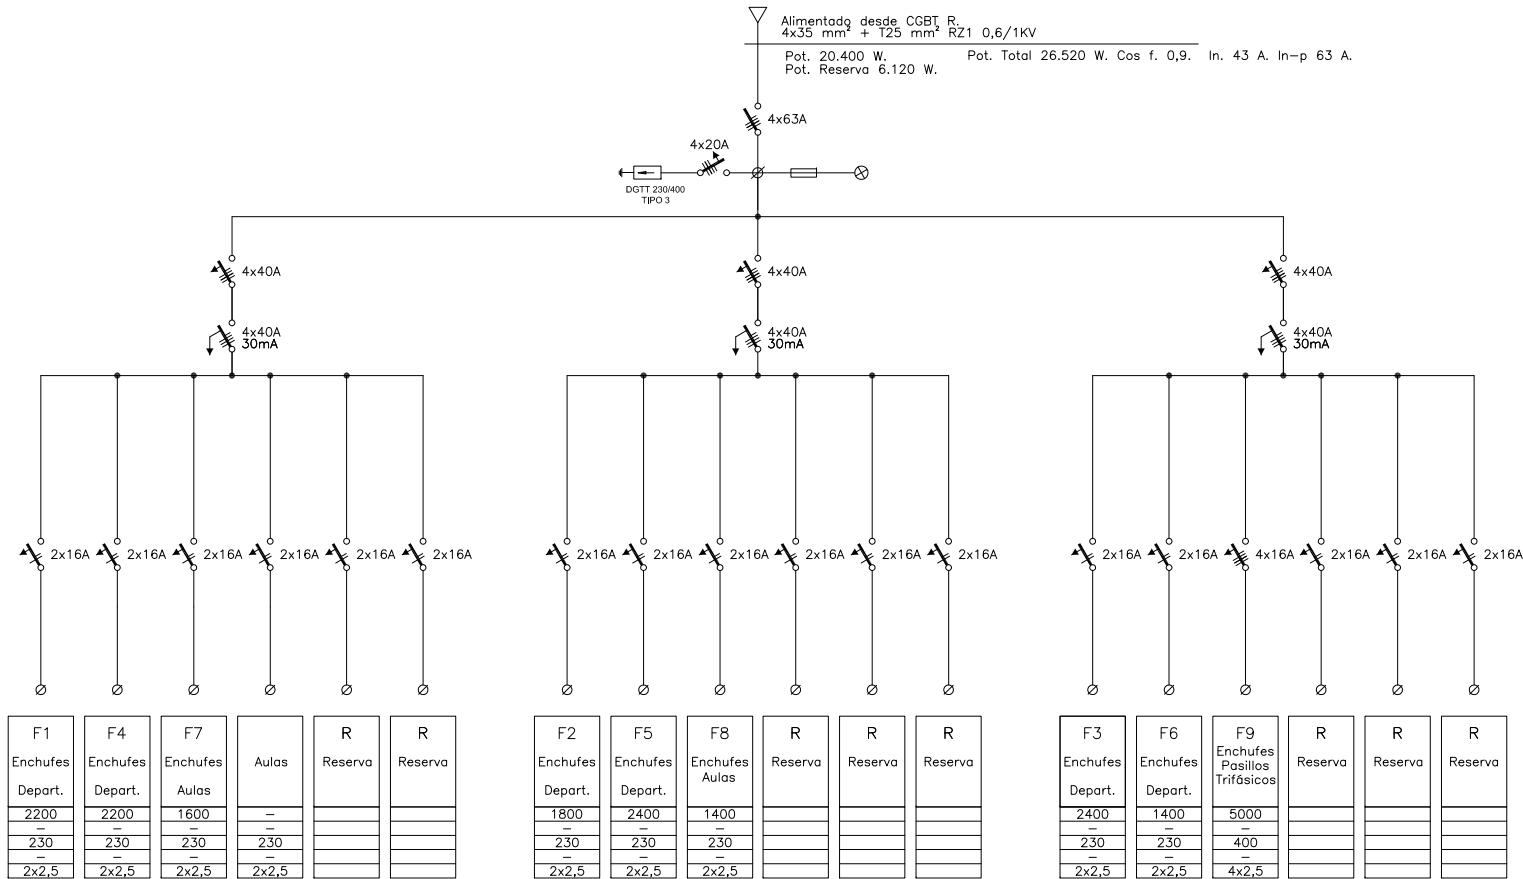 Alimentado desde CGBT R.
4x35 mm² + T25 mm² RZ1 0,6/1KV
Pot. 20.400 W. Pot. Total 26.520 W. Cos f. 0,9. In. 43 A. In-p 63 A.
Pot. Reserva 6.120 W.
4x63A
4x20A
DGTT 230/400
TIPO 3
4x40A 4x40A 4x40A
4x40A 4x40A 4x40A
30mA 30mA 30mA
2x16A 2x16A 2x16A 2x16A 2x16A 2x16A 2x16A 2x16A 2x16A 2x16A 2x16A 2x16A 2x16A 2x16A 4x16A 2x16A 2x16A 2x16A
F1
Enchufes
Depart.
2200
–
230
–
2x2,5
F4
Enchufes
Depart.
2200
–
230
–
2x2,5
F7
Enchufes
Aulas
1600
–
230
–
2x2,5
Aulas
–
–
230
–
2x2,5
R
Reserva
R
Reserva
F2
Enchufes
Depart.
1800
–
230
–
2x2,5
F5
Enchufes
Depart.
2400
–
230
–
2x2,5
F8
Enchufes
Aulas
1400
–
230
–
2x2,5
R
Reserva
R
Reserva
R
Reserva
F3
Enchufes
Depart.
2400
–
230
–
2x2,5
F6
Enchufes
Depart.
1400
–
230
–
2x2,5
F9
Enchufes
Pasillos
Trifásicos
5000
–
400
–
4x2,5
R
Reserva
R
Reserva
R
Reserva